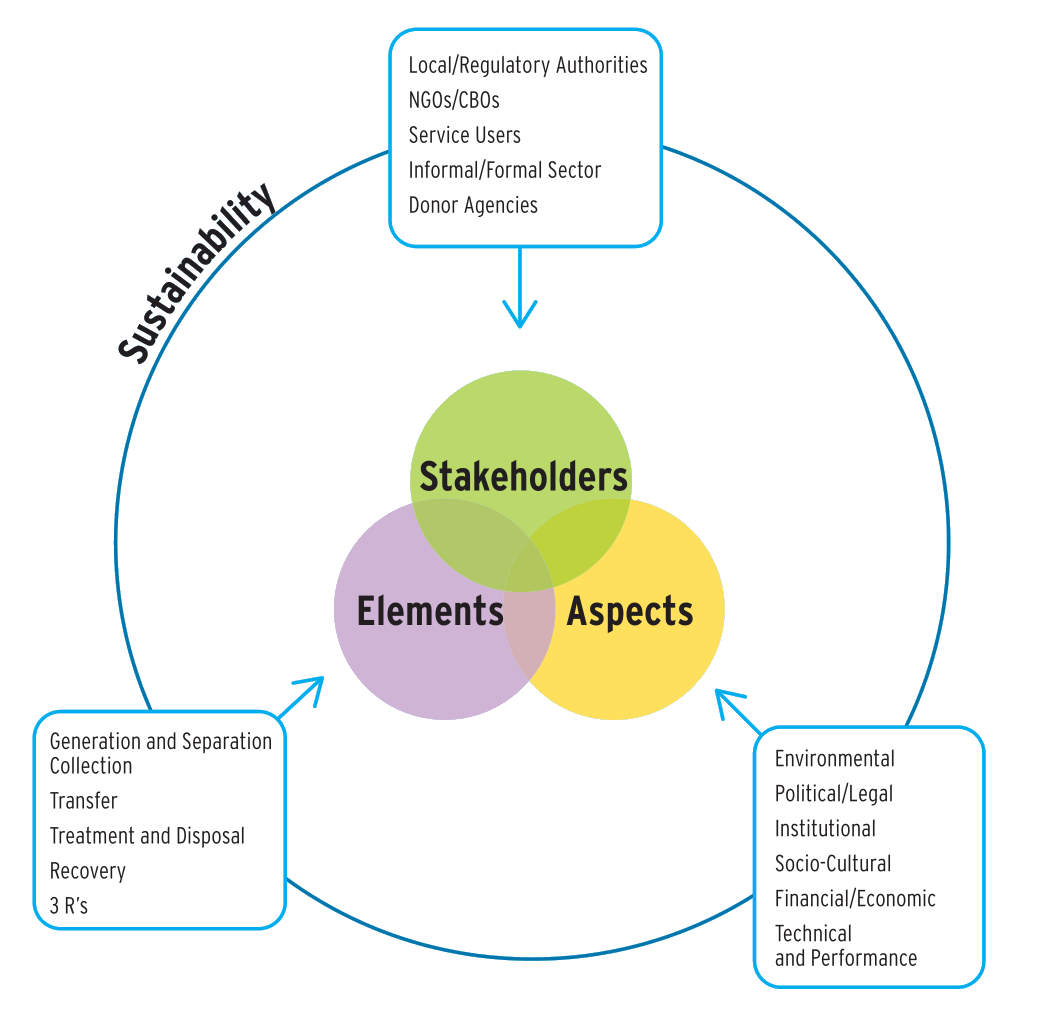 Local/Regulatory Authorities
NGOs/CBOs
Service Users
Informal/Formal Sector
Donor Agencies
Sustainability
Stakeholders
Elements
Aspects
Generation and Separation
Collection
Transfer
Treatment and Disposal
Recovery
3 R’s
Environmental
Political/Legal
Institutional
Socio-Cultural
Financial/Economic
Technical
and Performance